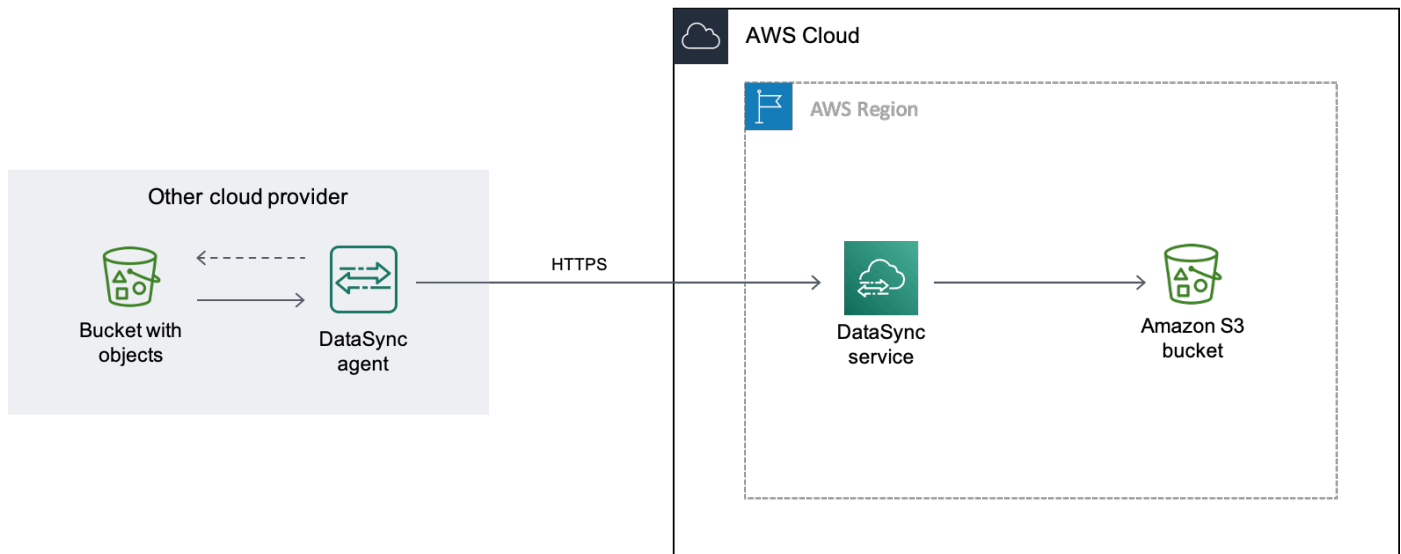 AWS Cloud
AWS Region
Other cloud provider
HTTPS
Bucket with
objects
DataSync
agent
DataSync
service
Amazon S3
bucket